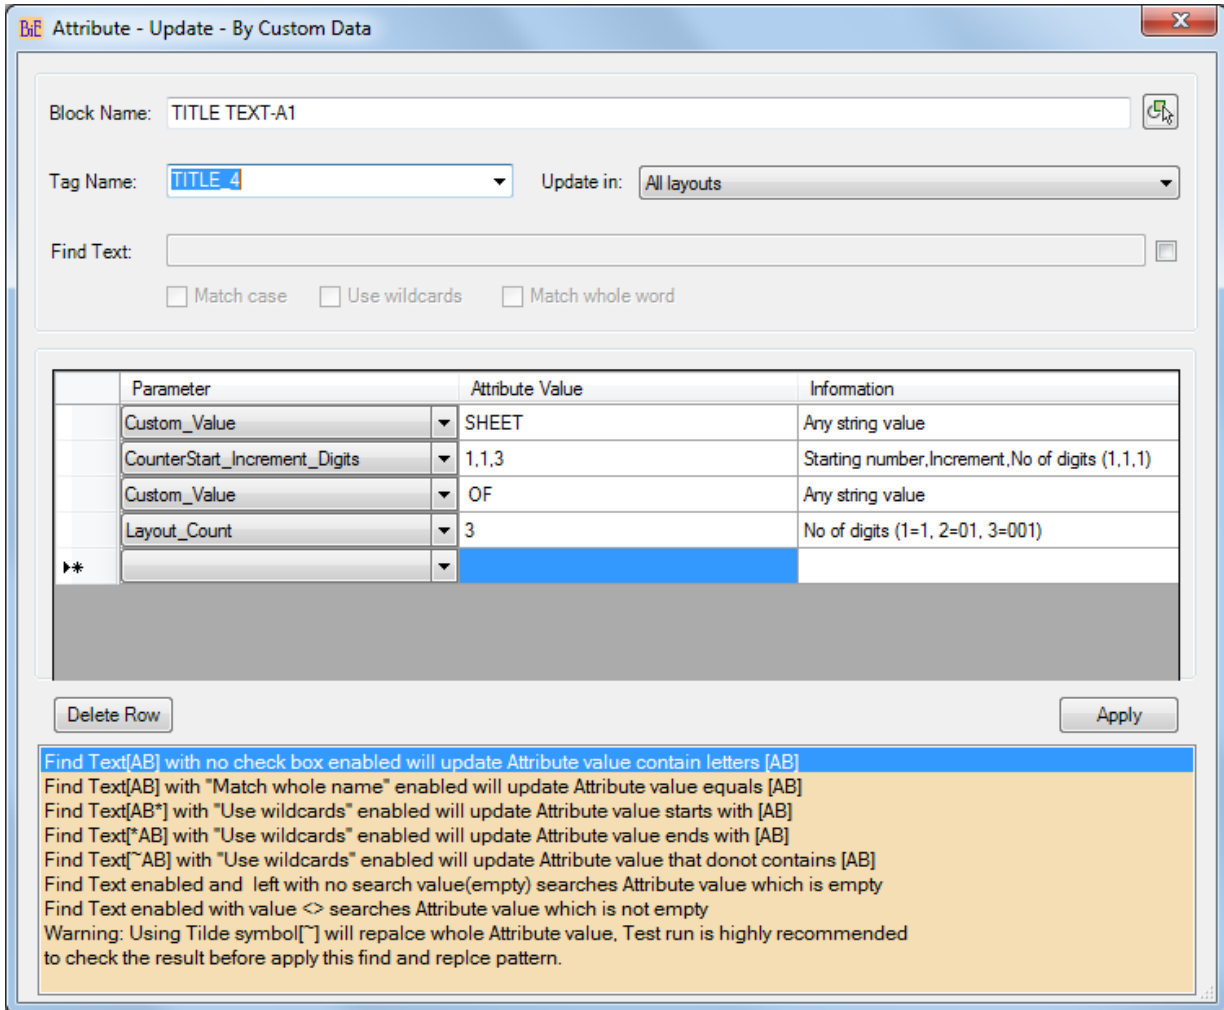 BiE Attribute - Update - By Custom Data
Block Name: TITLE TEXT-A1
Tag Name: TITLE_4 Update in: All layouts
Find Text:
Match case Use wildcards Match whole word
Parameter Attribute Value Information
Custom_Value SHEET Any string value
CounterStart_Increment_Digits 1,1,3 Starting number,Increment,No of digits (1,1,1)
Custom_Value OF Any string value
Layout_Count 3 No of digits (1=1, 2=01, 3=001)
Delete Row Apply
Find Text[AB] with no check box enabled will update Attribute value contain letters [AB]
Find Text[AB] with "Match whole name" enabled will update Attribute value equals [AB]
Find Text[AB*] with "Use wildcards" enabled will update Attribute value starts with [AB]
Find Text[*AB] with "Use wildcards" enabled will update Attribute value ends with [AB]
Find Text[~AB] with "Use wildcards" enabled will update Attribute value that donot contains [AB]
Find Text enabled and  left with no search value(empty) searches Attribute value which is empty
Find Text enabled with value <> searches Attribute value which is not empty
Warning: Using Tilde symbol[~] will repalce whole Attribute value, Test run is highly recommended
to check the result before apply this find and replce pattern.